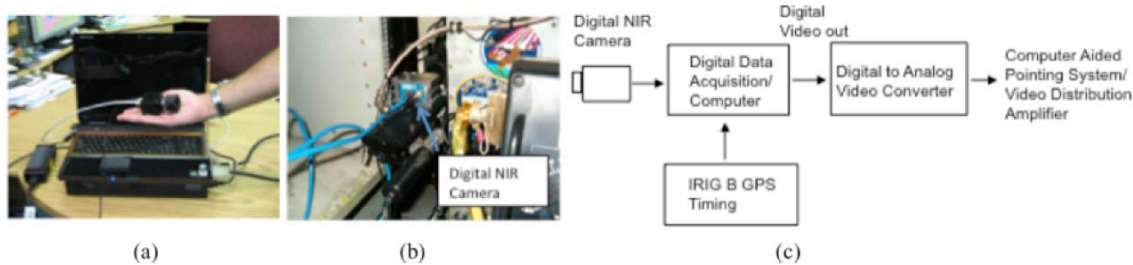 Digital NIR
Camera
Digital NIR
Camera
Digital Data
Acquisition/
Computer
Digital
Video out
Digital to Analog
Video Converter
Computer Aided
Pointing System/
Video Distribution
Amplifier
IRIG B GPS
Timing
(a)
(b)
(c)